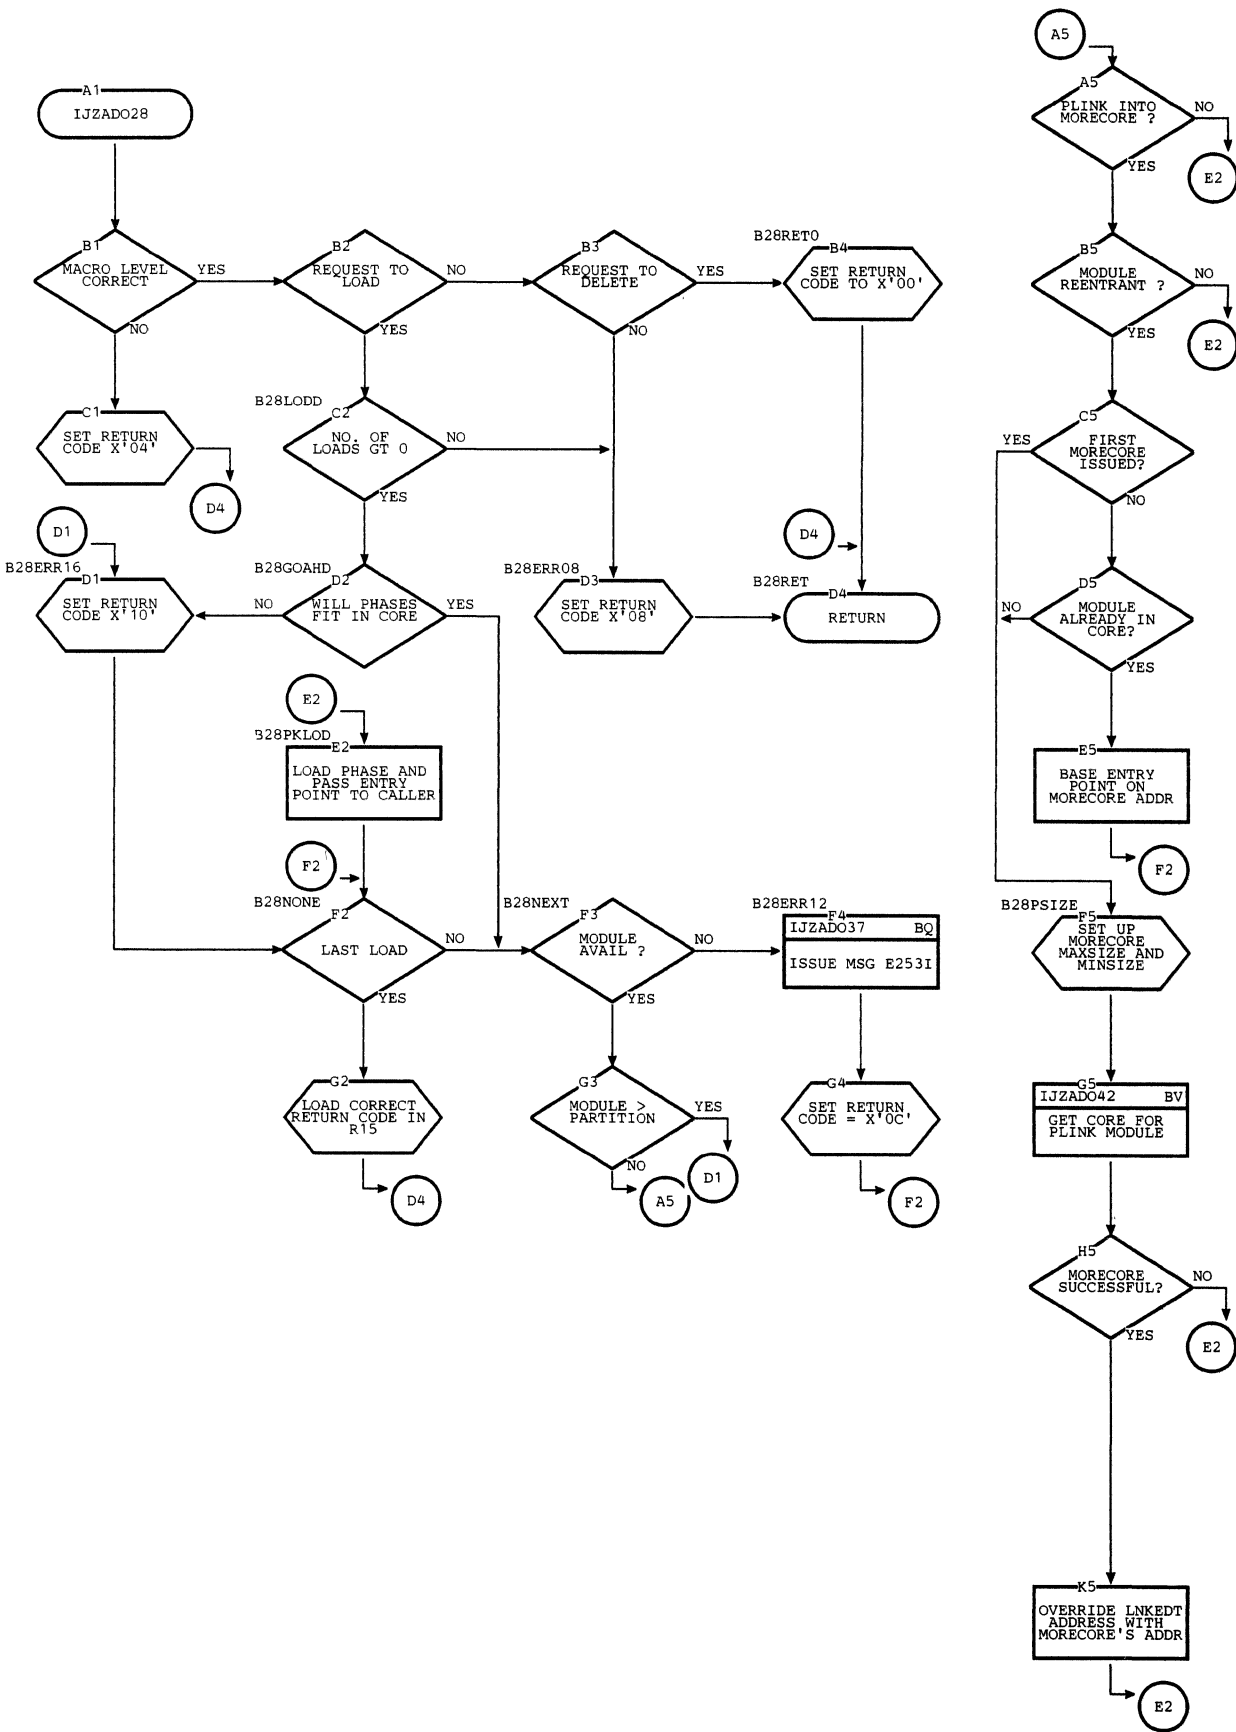 A1
IJZADO28
B1
MACRO LEVEL
CORRECT
YES
NO
B2
REQUEST TO
LOAD
NO
YES
B3
REQUEST TO
DELETE
YES
NO
B28RET0
B4
SET RETURN
CODE TO X'00'
C1
SET RETURN
CODE X'04'
D4
B28LODD
C2
NO. OF
LOADS GT 0
NO
YES
D1
B28ERR16
D1
SET RETURN
CODE X'10'
B28GOAHD
D2
WILL PHASES
FIT IN CORE
NO
YES
B28ERR08
D3
SET RETURN
CODE X'08'
D4
B28RET
D4
RETURN
E2
B28PKLOD
E2
LOAD PHASE AND
PASS ENTRY
POINT TO CALLER
F2
B28NONE
F2
LAST LOAD
NO
YES
B28NEXT
F3
MODULE
AVAIL ?
NO
YES
B28ERR12
F4
IJZADO37 BQ
ISSUE MSG E253I
G2
LOAD CORRECT
RETURN CODE IN
R15
D4
G3
MODULE >
PARTITION
YES
NO
D1
A5
G4
SET RETURN
CODE = X'0C'
F2
A5
A5
PLINK INTO
MORECORE ?
NO
YES
E2
B5
MODULE
REENTRANT ?
NO
YES
E2
C5
FIRST
MORECORE
ISSUED?
YES
NO
D5
MODULE
ALREADY IN
CORE?
NO
YES
E5
BASE ENTRY
POINT ON
MORECORE ADDR
F2
B28PSIZE
F5
SET UP
MORECORE
MAXSIZE AND
MINSIZE
G5
IJZADO42 BV
GET CORE FOR
PLINK MODULE
H5
MORECORE
SUCCESSFUL?
NO
YES
E2
K5
OVERRIDE LNKEDT
ADDRESS WITH
MORECORE'S ADDR
E2